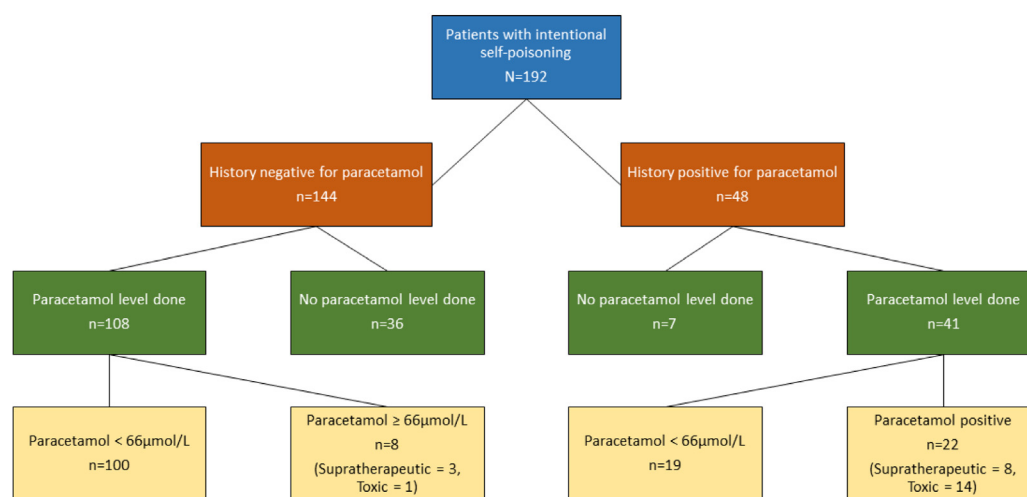 Patients with intentional
self-poisoning
N=192
History negative for paracetamol
n=144
History positive for paracetamol
n=48
Paracetamol level done
n=108
No paracetamol level done
n=36
No paracetamol level done
n=7
Paracetamol level done
n=41
Paracetamol < 66µmol/L
n=100
Paracetamol ≥ 66µmol/L
n=8
(Supratherapeutic = 3,
Toxic = 1)
Paracetamol < 66µmol/L
n=19
Paracetamol positive
n=22
(Supratherapeutic = 8,
Toxic = 14)